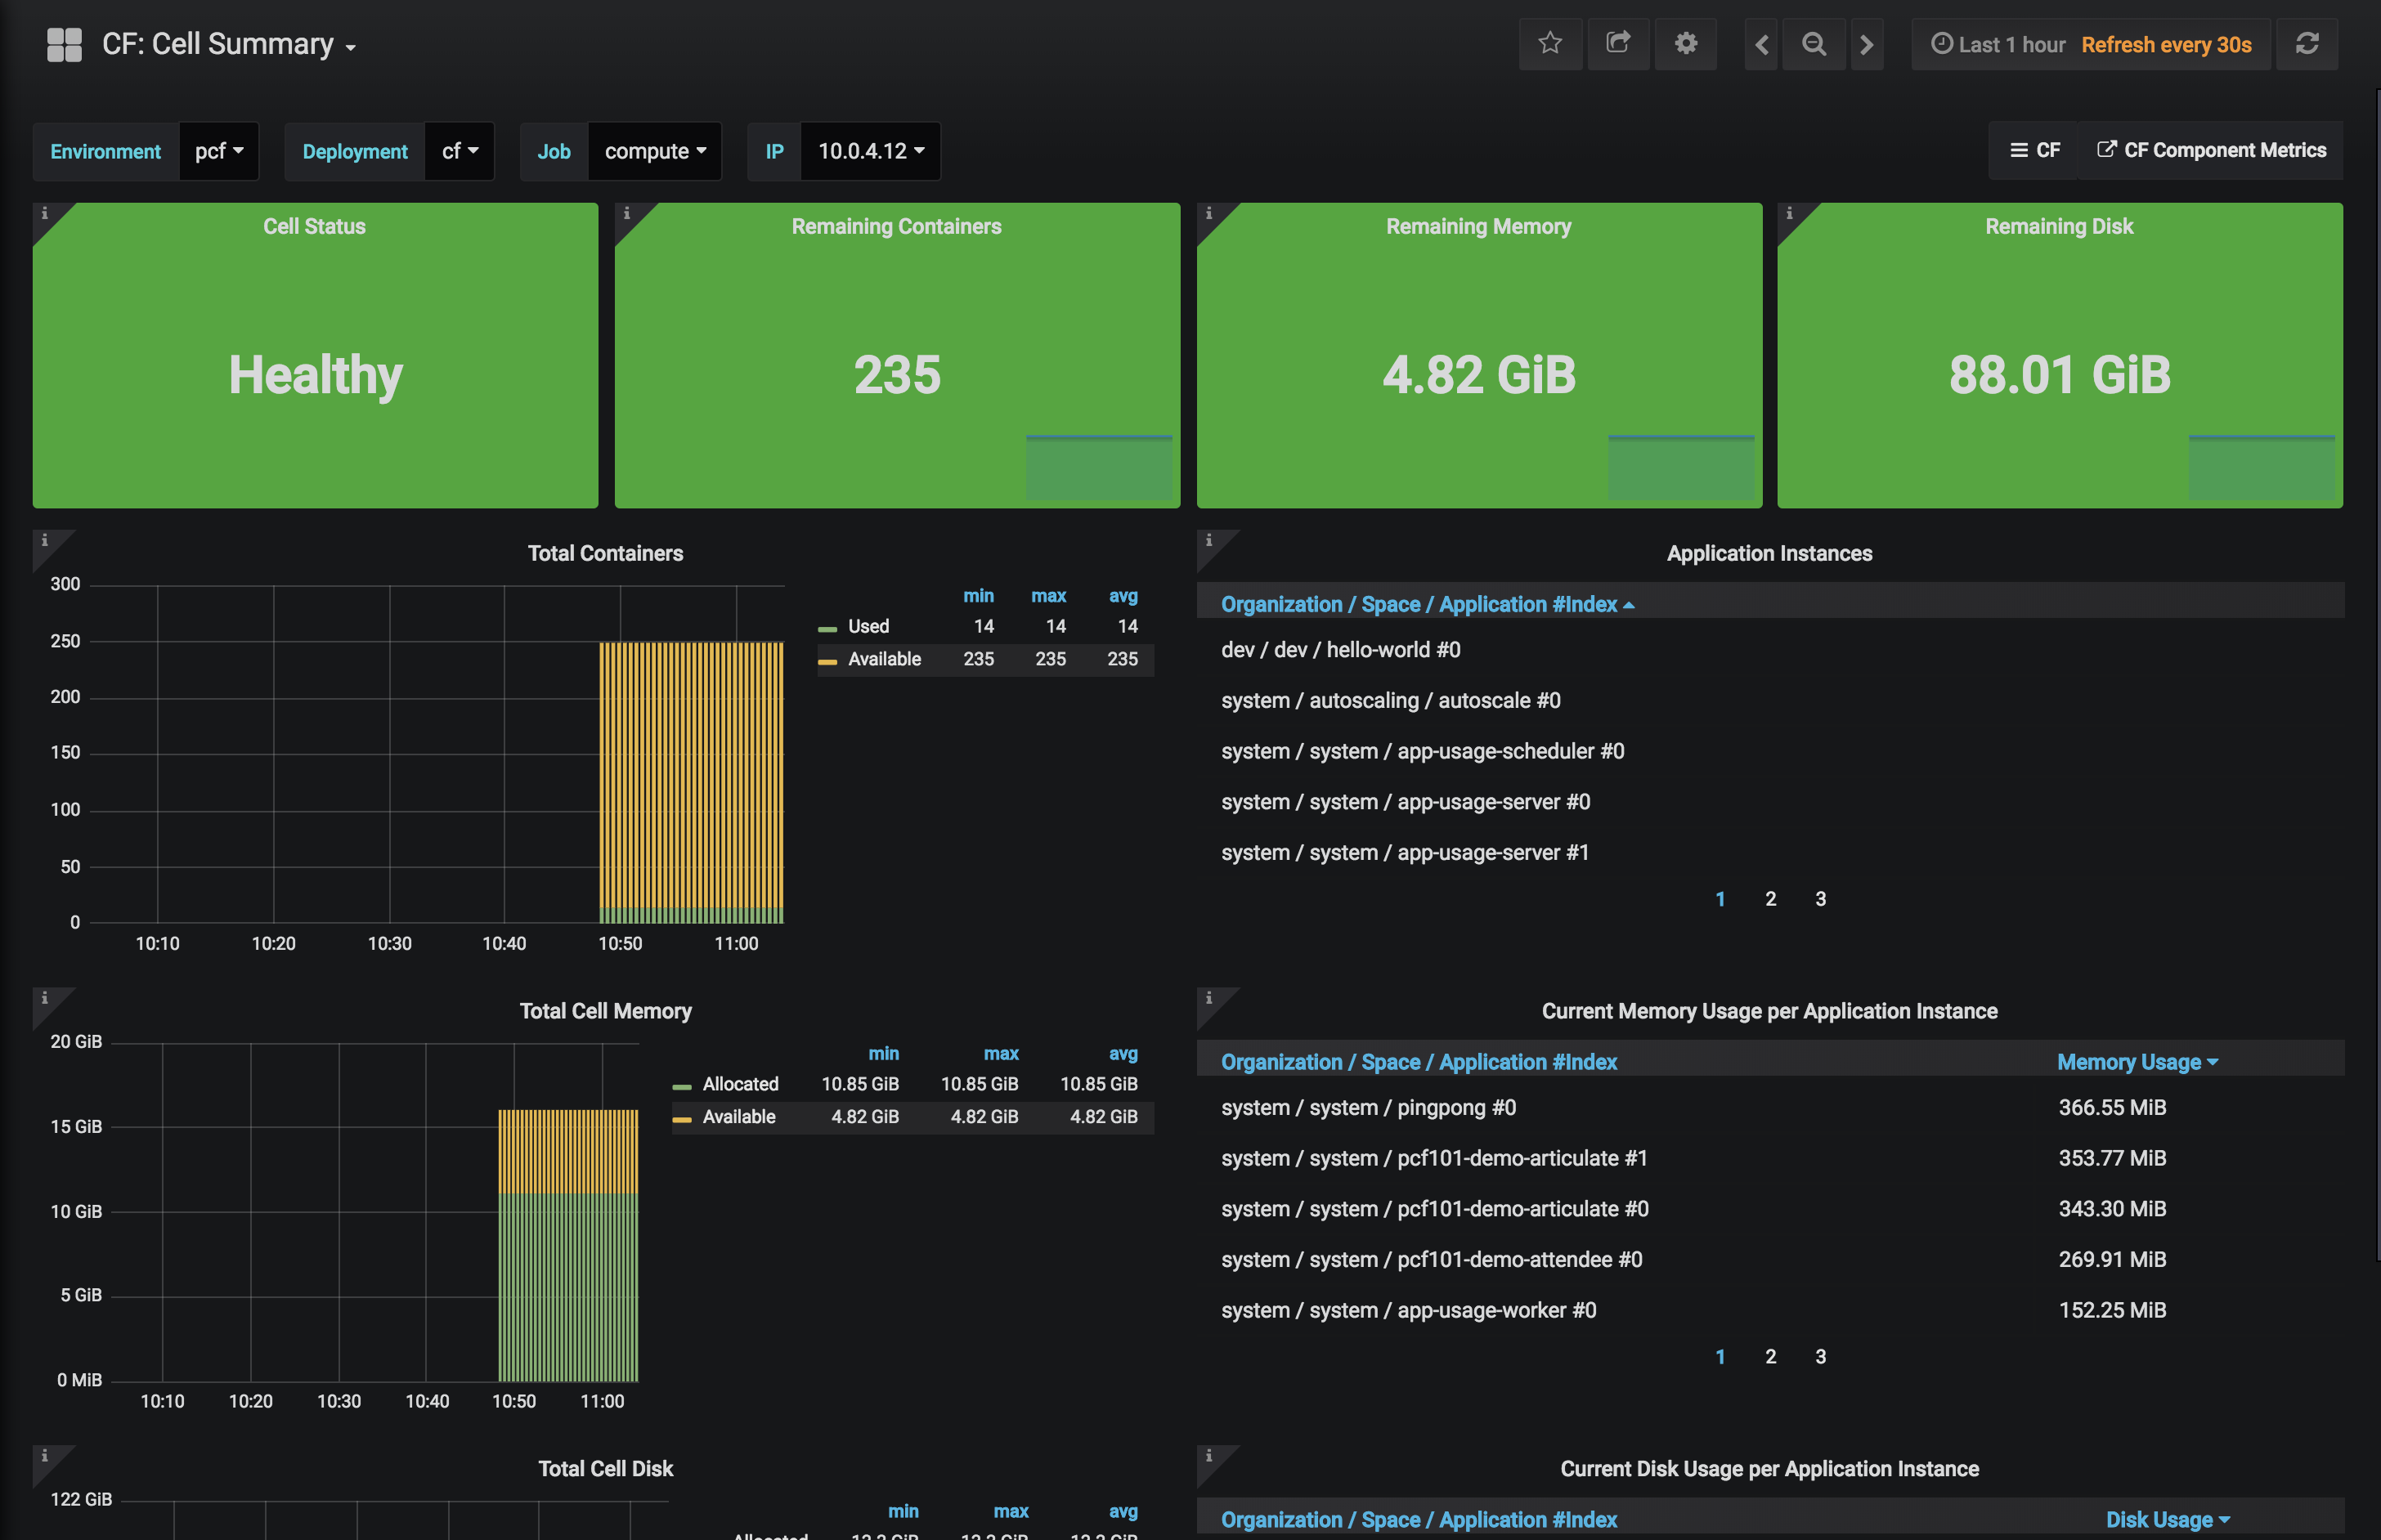 CF: Cell Summary
Last 1 hour Refresh every 30s
Environment pcf Deployment cf Job compute IP 10.0.4.12
CF CF Component Metrics
Cell Status
Healthy
Remaining Containers
235
Remaining Memory
4.82 GiB
Remaining Disk
88.01 GiB
Total Containers
300
250
200
150
100
50
0
10:10 10:20 10:30 10:40 10:50 11:00
min max avg
Used 14 14 14
Available 235 235 235
Application Instances
Organization / Space / Application #Index
dev / dev / hello-world #0
system / autoscaling / autoscale #0
system / system / app-usage-scheduler #0
system / system / app-usage-server #0
system / system / app-usage-server #1
1 2 3
Total Cell Memory
20 GiB
15 GiB
10 GiB
5 GiB
0 MiB
10:10 10:20 10:30 10:40 10:50 11:00
min max avg
Allocated 10.85 GiB 10.85 GiB 10.85 GiB
Available 4.82 GiB 4.82 GiB 4.82 GiB
Current Memory Usage per Application Instance
Organization / Space / Application #Index Memory Usage
system / system / pingpong #0 366.55 MiB
system / system / pcf101-demo-articulate #1 353.77 MiB
system / system / pcf101-demo-articulate #0 343.30 MiB
system / system / pcf101-demo-attendee #0 269.91 MiB
system / system / app-usage-worker #0 152.25 MiB
1 2 3
Total Cell Disk
122 GiB
min max avg
Allocated
Current Disk Usage per Application Instance
Organization / Space / Application #Index Disk Usage